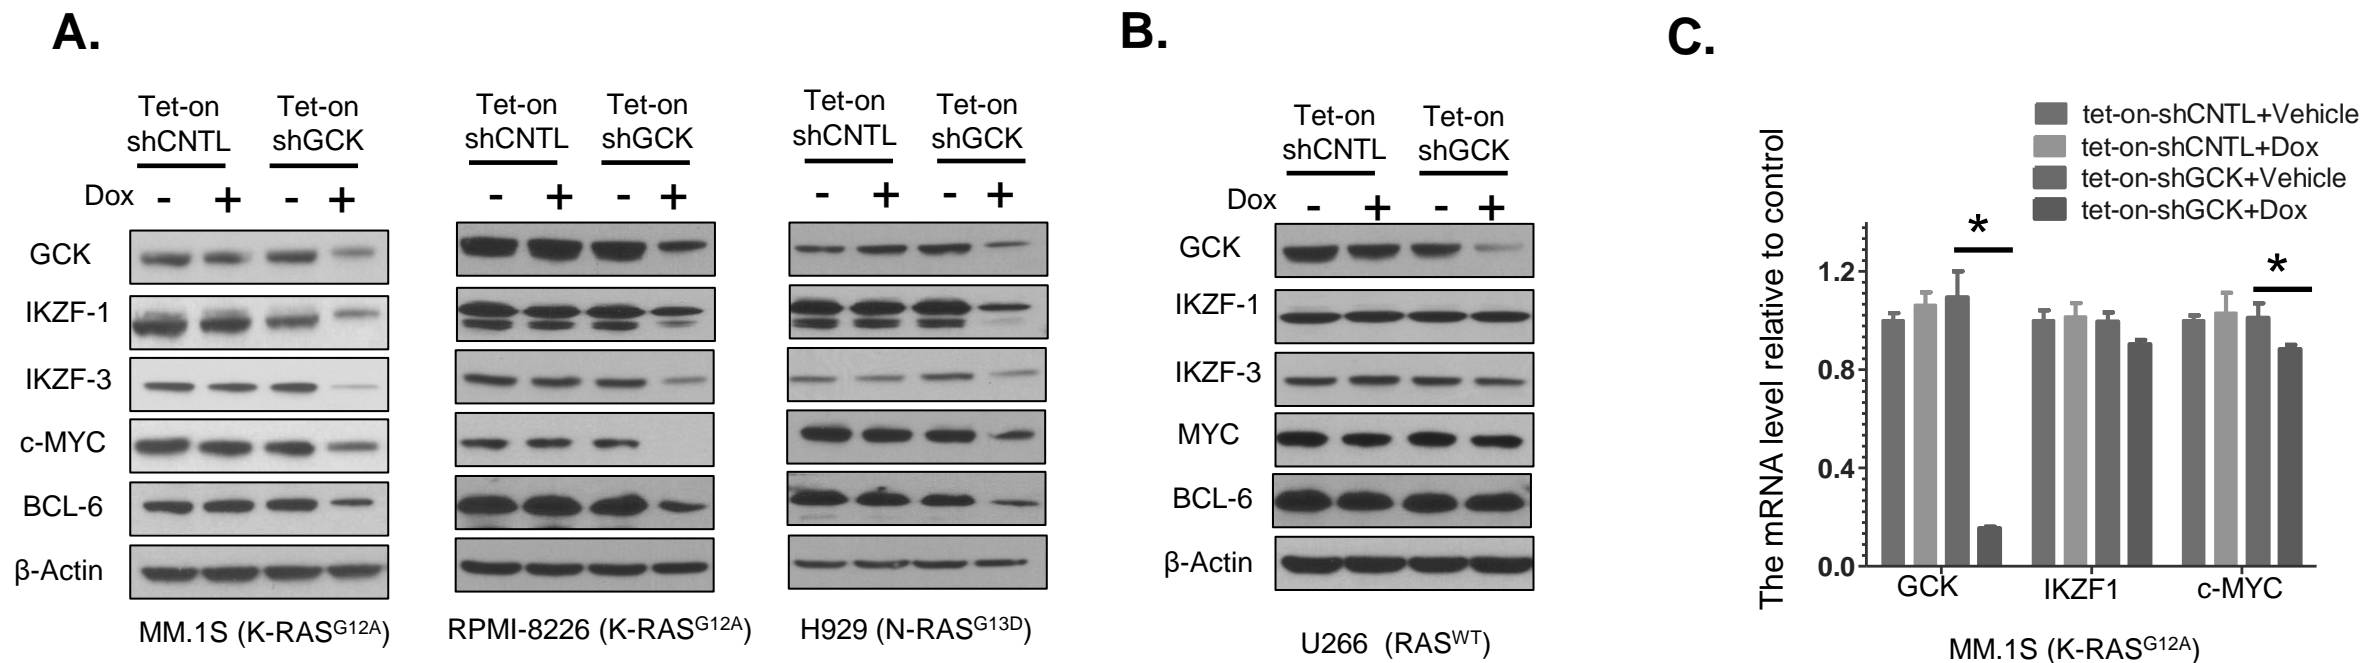 A.
Tet-on shCNTL
Tet-on shGCK
Tet-on shCNTL
Tet-on shGCK
Tet-on shCNTL
Tet-on shGCK
Dox - + - +
- + - +
- + - +
GCK
IKZF-1
IKZF-3
c-MYC
BCL-6
β-Actin
MM.1S (K-RASG12A)
RPMI-8226 (K-RASG12A)
H929 (N-RASG13D)
B.
Tet-on shCNTL
Tet-on shGCK
Dox - + - +
GCK
IKZF-1
IKZF-3
MYC
BCL-6
β-Actin
U266 (RASWT)
C.
tet-on-shCNTL+Vehicle
tet-on-shCNTL+Dox
tet-on-shGCK+Vehicle
tet-on-shGCK+Dox
The mRNA level relative to control
*
*
1.2
0.8
0.4
0.0
GCK
IKZF1
c-MYC
MM.1S (K-RASG12A)